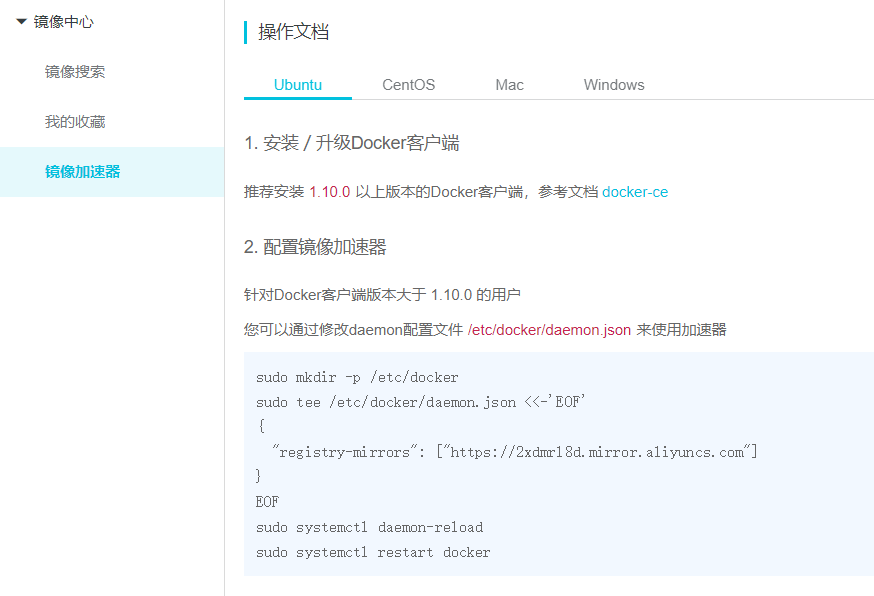 镜像中心
镜像搜索
我的收藏
镜像加速器
操作文档
Ubuntu CentOS Mac Windows
1. 安装 / 升级Docker客户端
推荐安装 1.10.0 以上版本的Docker客户端，参考文档 docker-ce
2. 配置镜像加速器
针对Docker客户端版本大于 1.10.0 的用户
您可以通过修改daemon配置文件 /etc/docker/daemon.json 来使用加速器
sudo mkdir -p /etc/docker
sudo tee /etc/docker/daemon.json <<-'EOF'
{
  "registry-mirrors": ["https://2xdmrl8d.mirror.aliyuncs.com"]
}
EOF
sudo systemctl daemon-reload
sudo systemctl restart docker